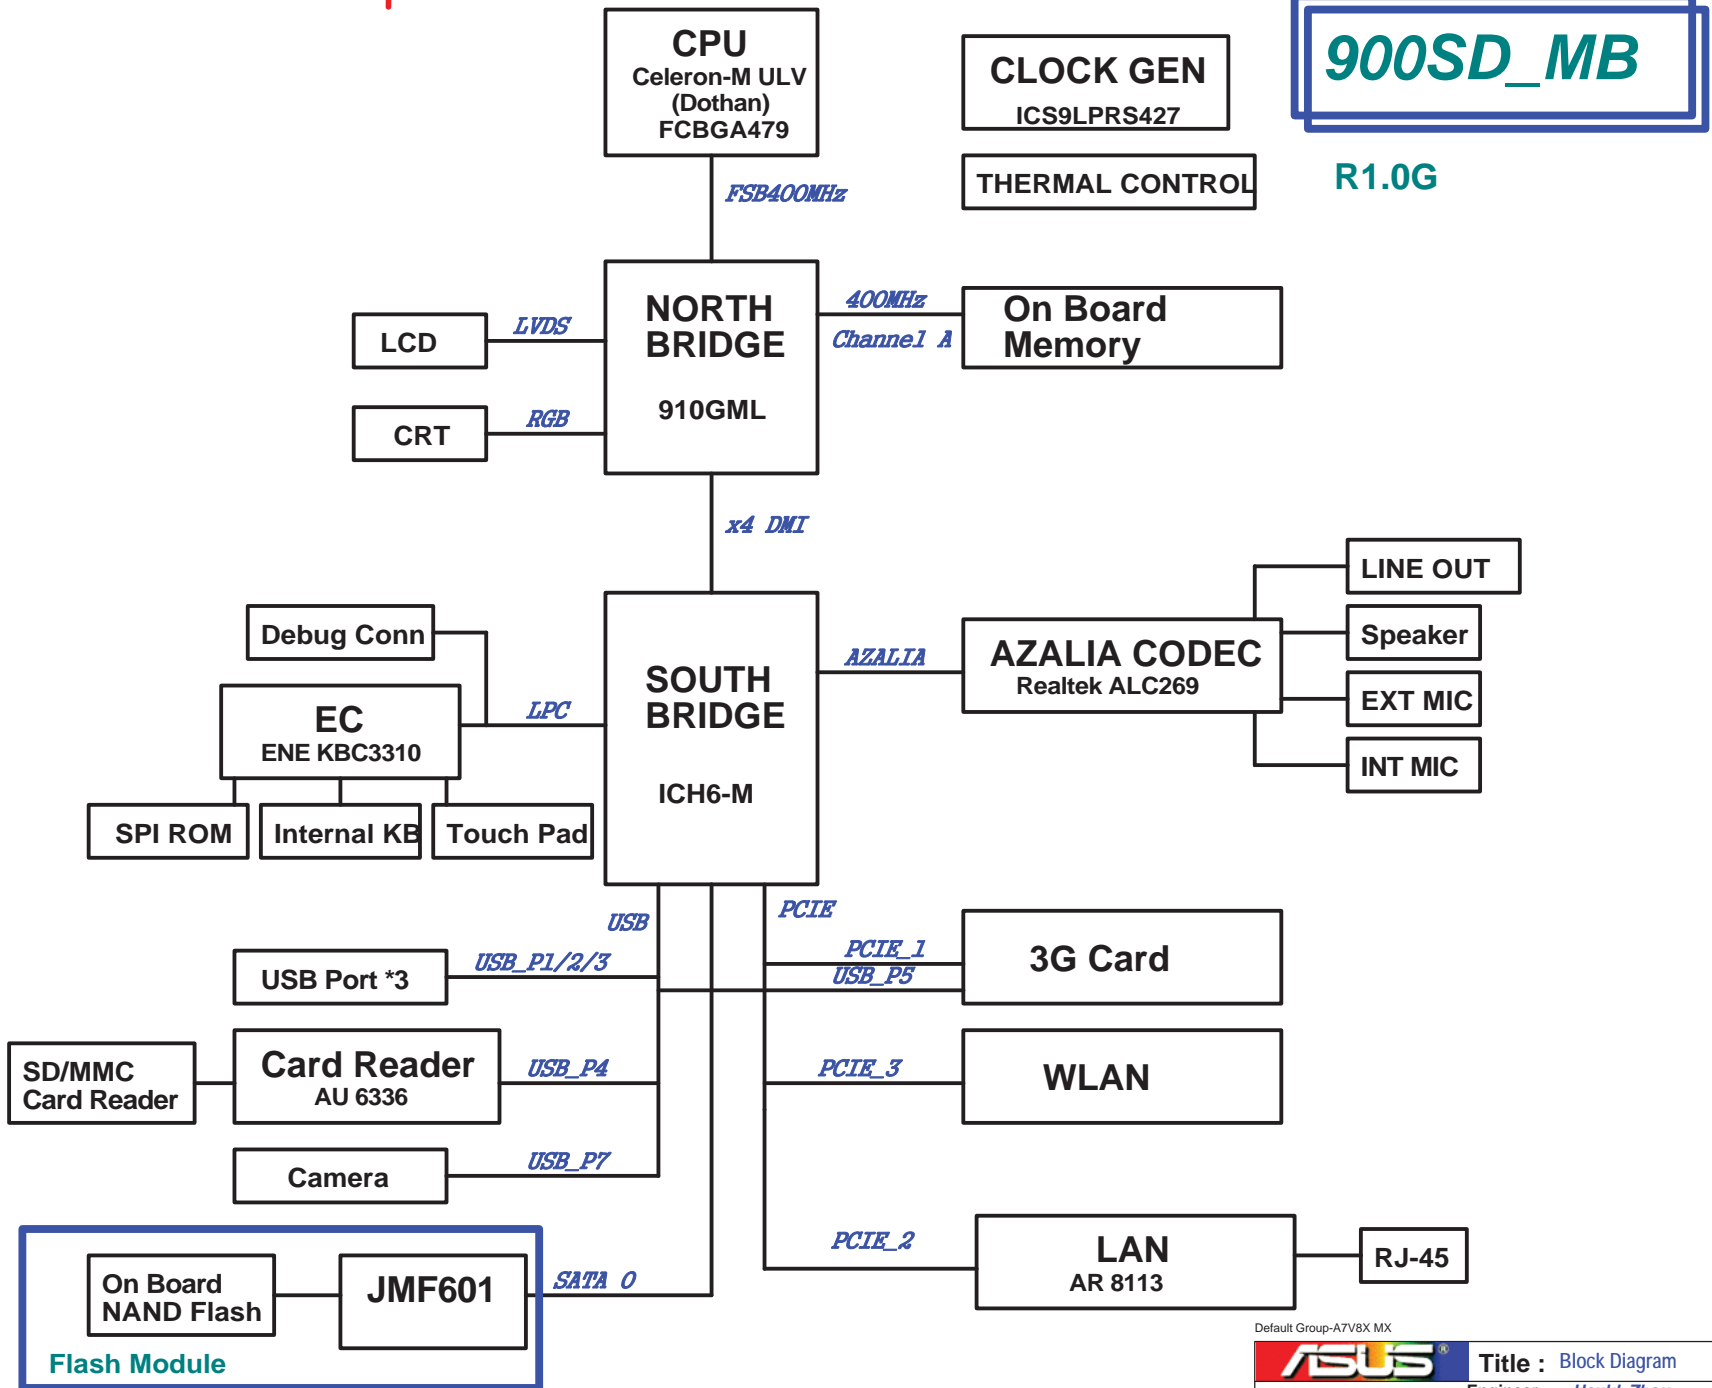 CPU
Celeron-M ULV
(Dothan)
FCBGA479
CLOCK GEN
ICS9LPRS427
900SD_MB
THERMAL CONTROL
R1.0G
FSB400MHz
NORTH
BRIDGE
910GML
400MHz
Channel A
On Board
Memory
LCD
LVDS
CRT
RGB
x4 DMI
LINE OUT
Speaker
EXT MIC
INT MIC
Debug Conn
SOUTH
BRIDGE
ICH6-M
AZALIA
AZALIA CODEC
Realtek ALC269
EC
ENE KBC3310
LPC
SPI ROM
Internal KB
Touch Pad
USB
PCIE
USB Port *3
USB_P1/2/3
PCIE_1
USB_P5
3G Card
SD/MMC
Card Reader
Card Reader
AU 6336
USB_P4
PCIE_3
WLAN
Camera
USB_P7
PCIE_2
LAN
AR 8113
RJ-45
On Board
NAND Flash
JMF601
SATA 0
Flash Module
Default Group-A7V8X MX
ASUS ®
Title : Block Diagram